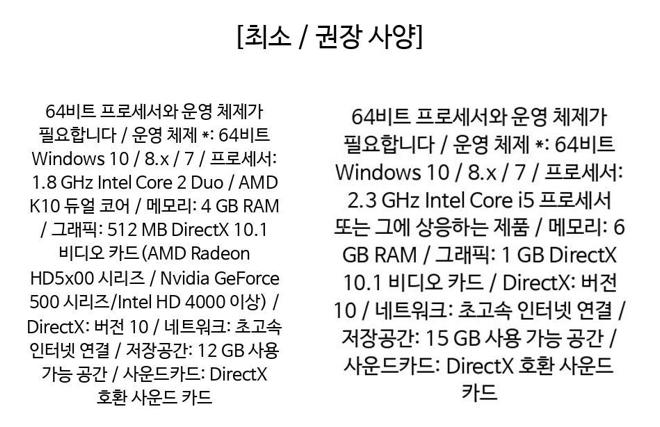 [최소 / 권장 사양]
64비트 프로세서와 운영 체제가
필요합니다 / 운영 체제 *: 64비트
Windows 10 / 8.x / 7 / 프로세서:
1.8 GHz Intel Core 2 Duo / AMD
K10 듀얼 코어 / 메모리: 4 GB RAM
/ 그래픽: 512 MB DirectX 10.1
비디오 카드(AMD Radeon
HD5x00 시리즈 / Nvidia GeForce
500 시리즈/Intel HD 4000 이상) /
DirectX: 버전 10 / 네트워크: 초고속
인터넷 연결 / 저장공간: 12 GB 사용
가능 공간 / 사운드카드: DirectX
호환 사운드 카드
64비트 프로세서와 운영 체제가
필요합니다 / 운영 체제 *: 64비트
Windows 10 / 8.x / 7 / 프로세서:
2.3 GHz Intel Core i5 프로세서
또는 그에 상응하는 제품 / 메모리: 6
GB RAM / 그래픽: 1 GB DirectX
10.1 비디오 카드 / DirectX: 버전
10 / 네트워크: 초고속 인터넷 연결 /
저장공간: 15 GB 사용 가능 공간 /
사운드카드: DirectX 호환 사운드
카드